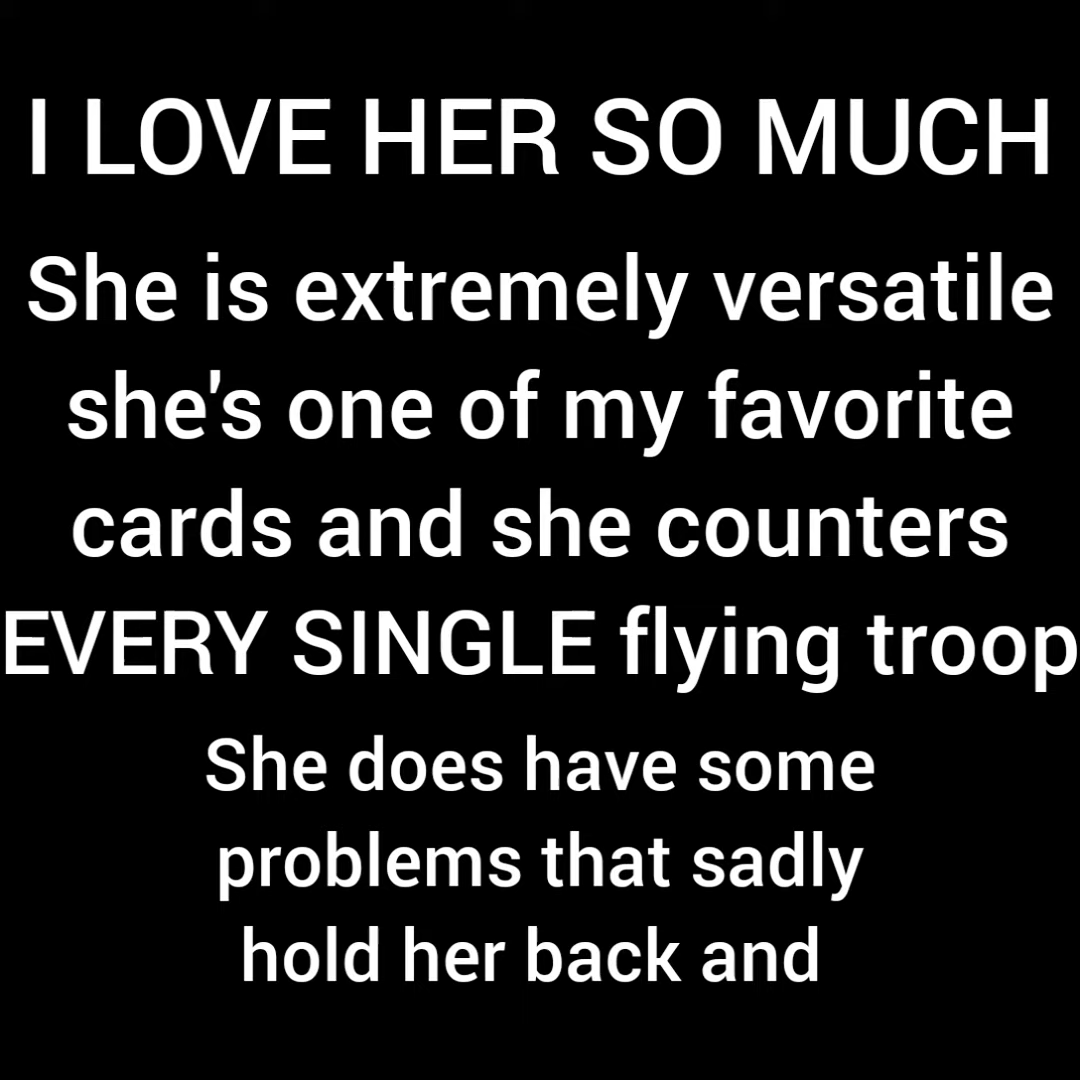 I LOVE HER SO MUCH
She is extremely versatile
she's one of my favorite
cards and she counters
EVERY SINGLE flying troop
She does have some
problems that sadly
hold her back and